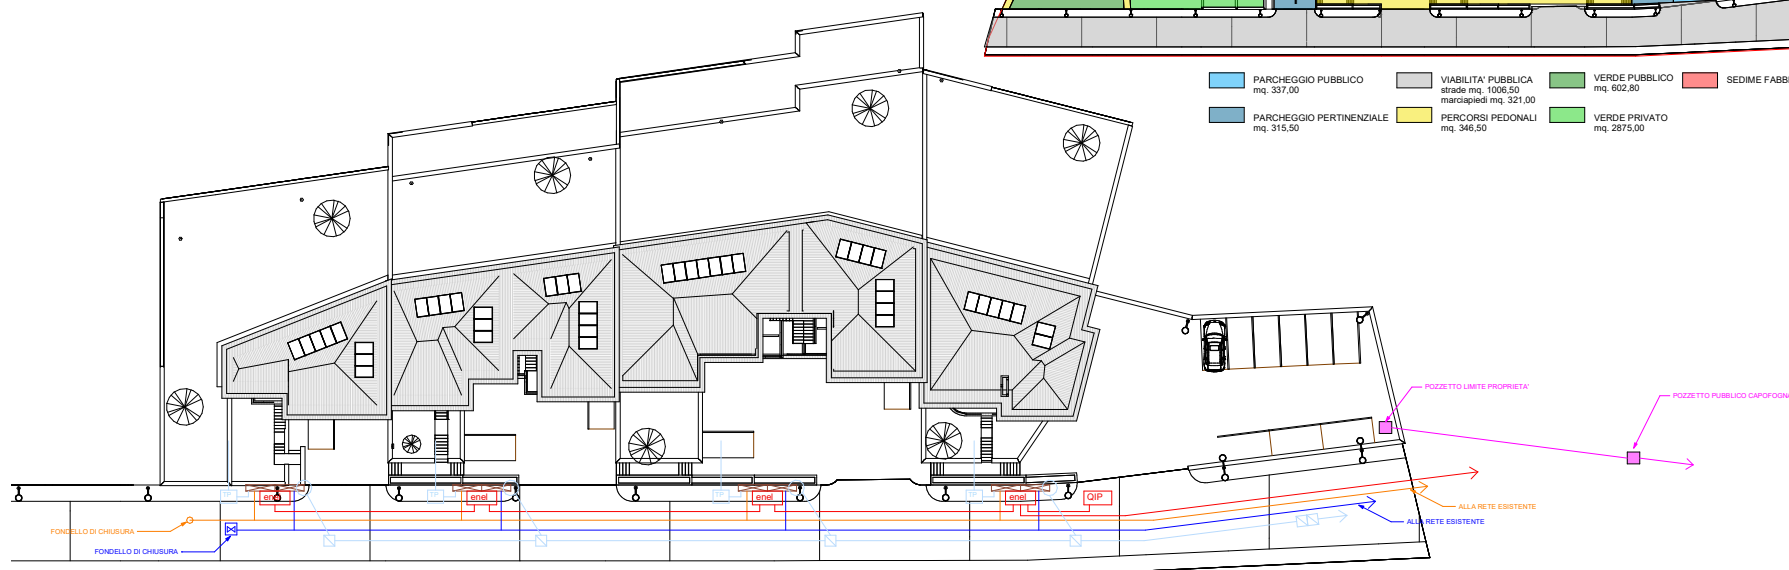 PARCHEGGIO PUBBLICO
mq. 337,00
VIABILITA' PUBBLICA
strade mq. 1006,50
marciapiedi mq. 321,00
VERDE PUBBLICO
mq. 602,80
SEDIME FABB
PARCHEGGIO PERTINENZIALE
mq. 315,50
PERCORSI PEDONALI
mq. 346,50
VERDE PRIVATO
mq. 2875,00
POZZETTO LIMITE PROPRIETA'
POZZETTO PUBBLICO CAPOFOGNA
enel
enel
enel
enel
QIP
FONDELLO DI CHIUSURA
FONDELLO DI CHIUSURA
ALLA RETE ESISTENTE
ALLA RETE ESISTENTE